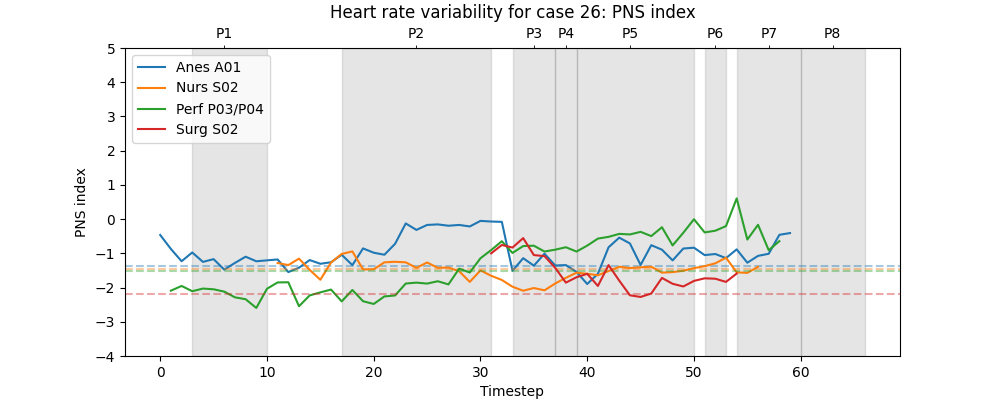 Heart rate variability for case 26: PNS index
P1 P2 P3 P4 P5 P6 P7 P8
Anes A01
Nurs S02
Perf P03/P04
Surg S02
5
4
3
2
1
0
−1
−2
−3
−4
PNS index
0 10 20 30 40 50 60
Timestep